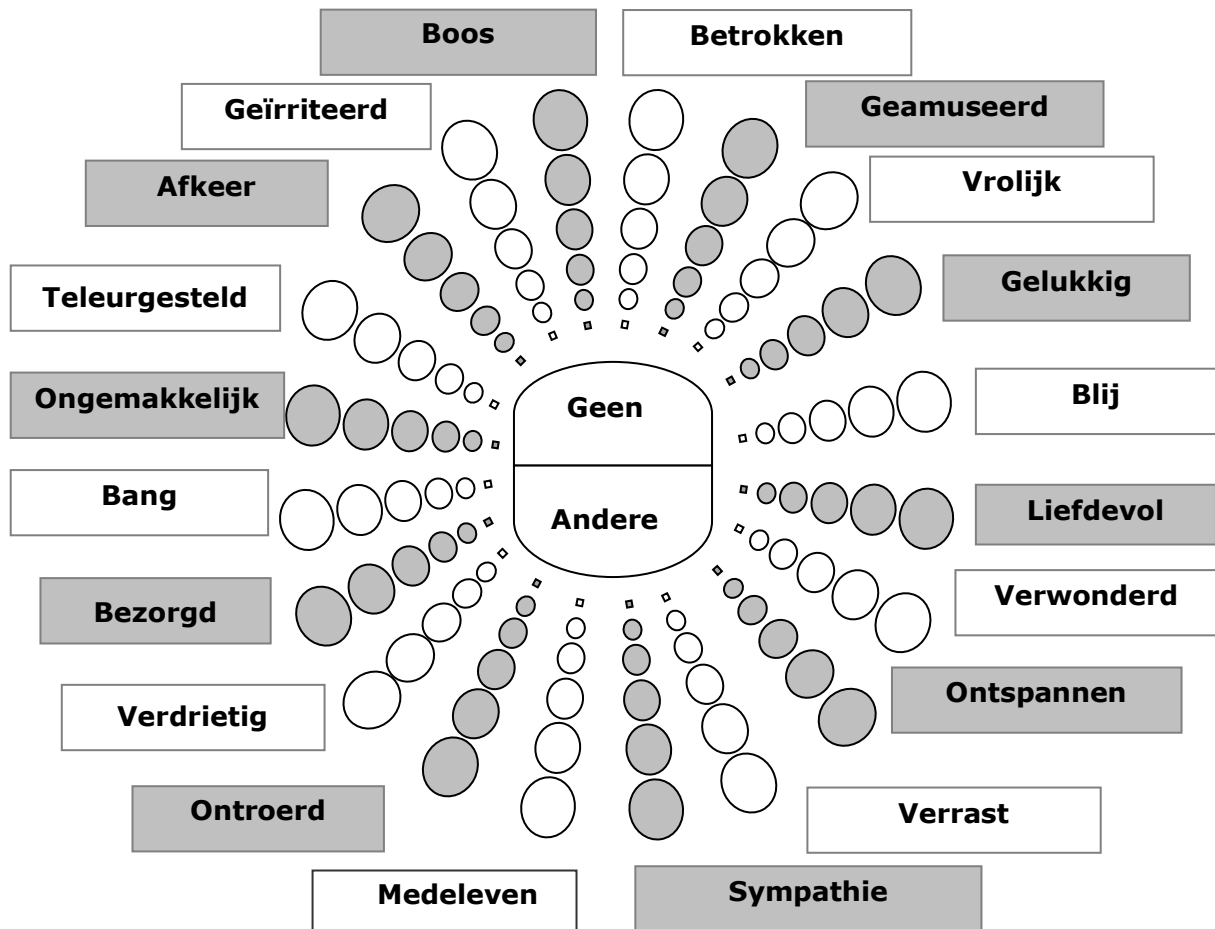 Boos
Betrokken
Geïrriteerd
Geamuseerd
Afkeer
Vrolijk
Teleurgesteld
Gelukkig
Ongemakkelijk
Geen
Blij
Bang
Andere
Liefdevol
Bezorgd
Verwonderd
Verdrietig
Ontspannen
Ontroerd
Verrast
Medeleven
Sympathie